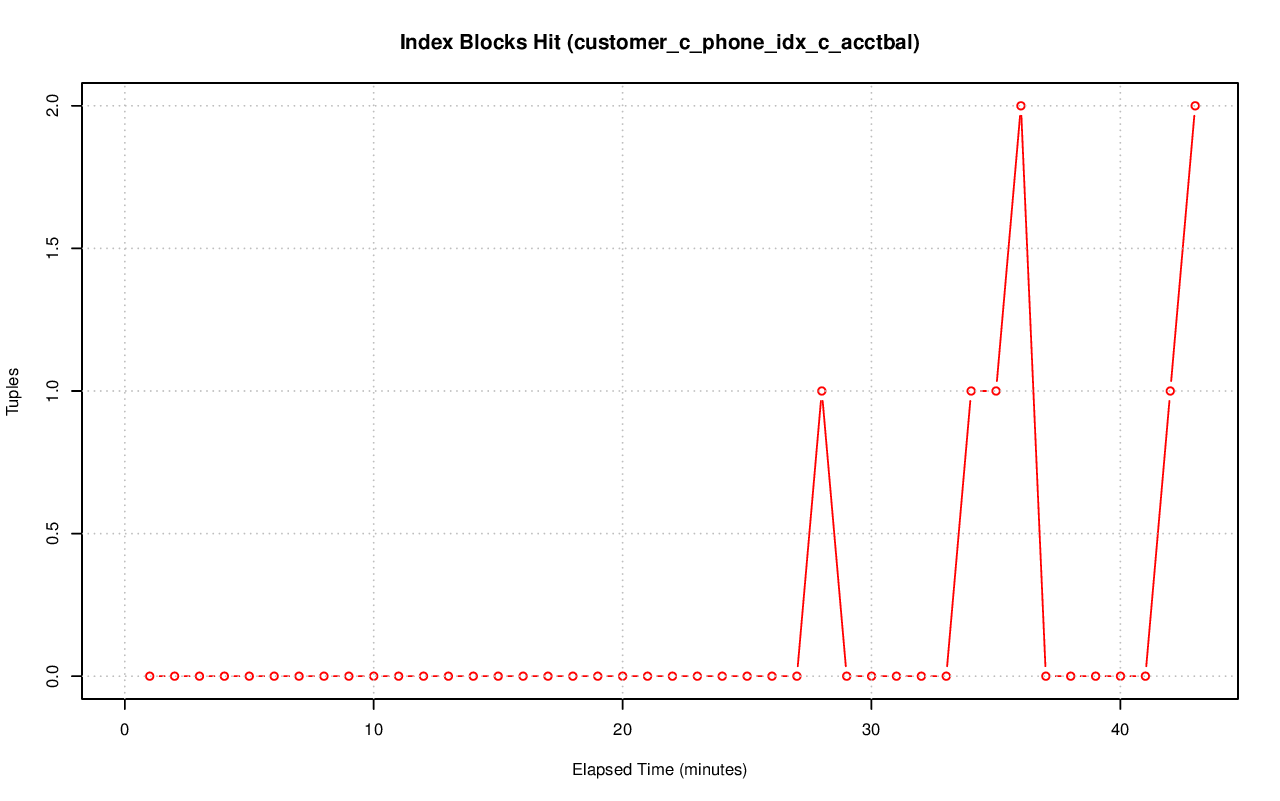 Index Blocks Hit (customer_c_phone_idx_c_acctbal)
Tuples
2.0
1.5
1.0
0.5
0.0
0 10 20 30 40
Elapsed Time (minutes)